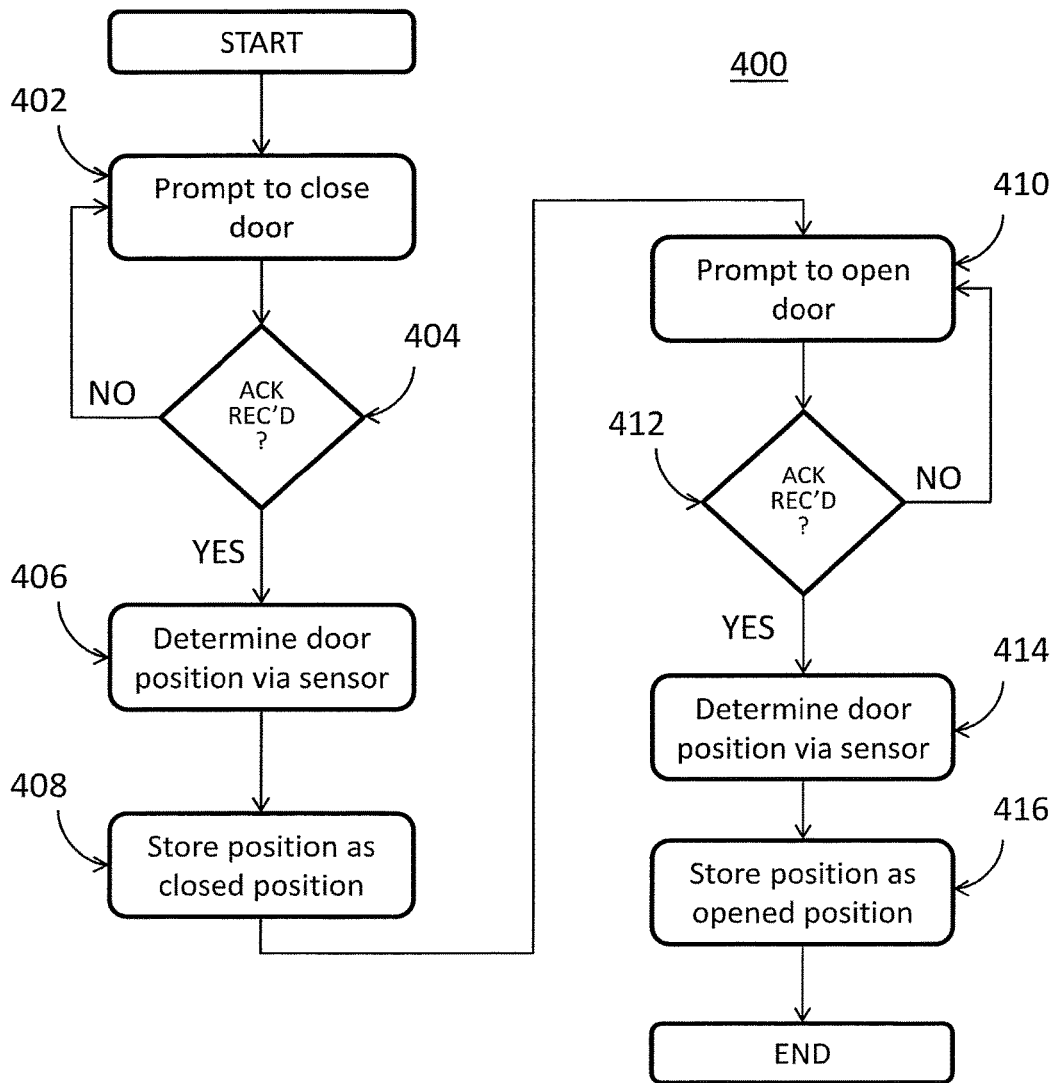 START
400
402
Prompt to close
door
404
ACK
REC'D
?
NO
YES
406
Determine door
position via sensor
408
Store position as
closed position
410
Prompt to open
door
412
ACK
REC'D
?
NO
YES
414
Determine door
position via sensor
416
Store position as
opened position
END